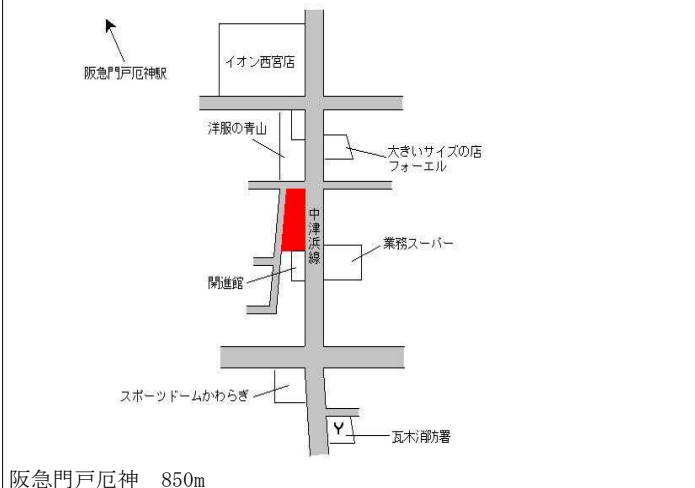 イオン西宮店
阪急門戸厄神駅
洋服の青山
大きいサイズの店
フォーエル
中津浜線
業務スーパー
開進館
スポーツドームかわらぎ
瓦木消防署
阪急門戸厄神　850m